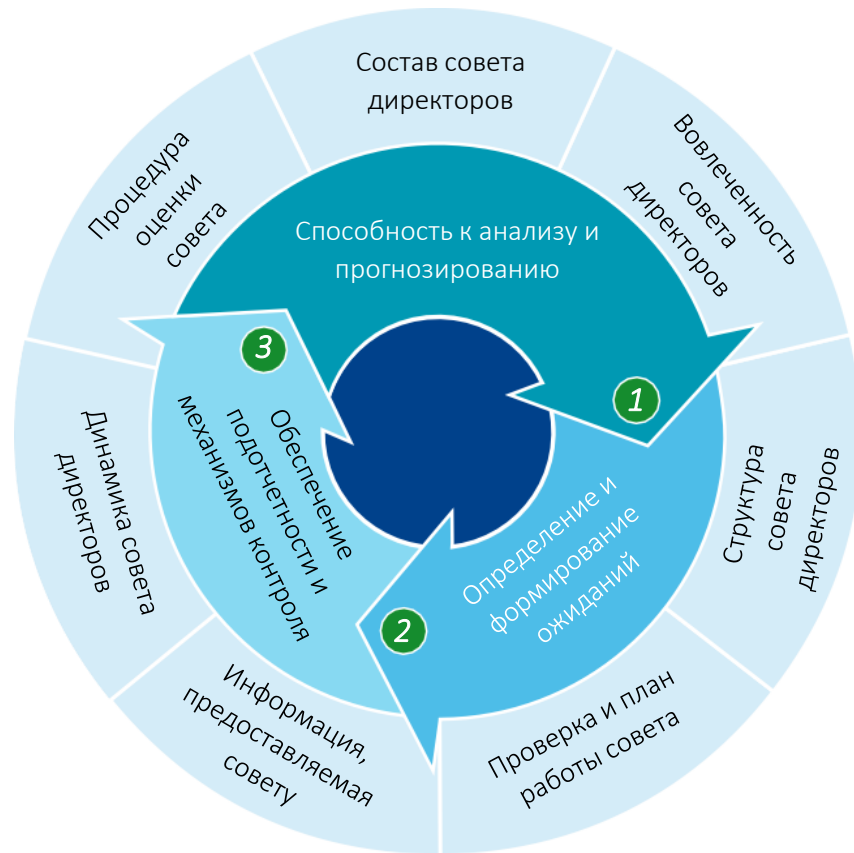 Состав совета
директоров
Вовлеченность
совета
директоров
Структура
совета
директоров
Проверка и план
работы совета
Информация,
предоставляемая
совету
Динамика совета
директоров
Процедура
оценки
совета
Способность к анализу и
прогнозированию
1
Определение и
формирование
ожиданий
2
Обеспечение
подотчетности и
механизмов контроля
3